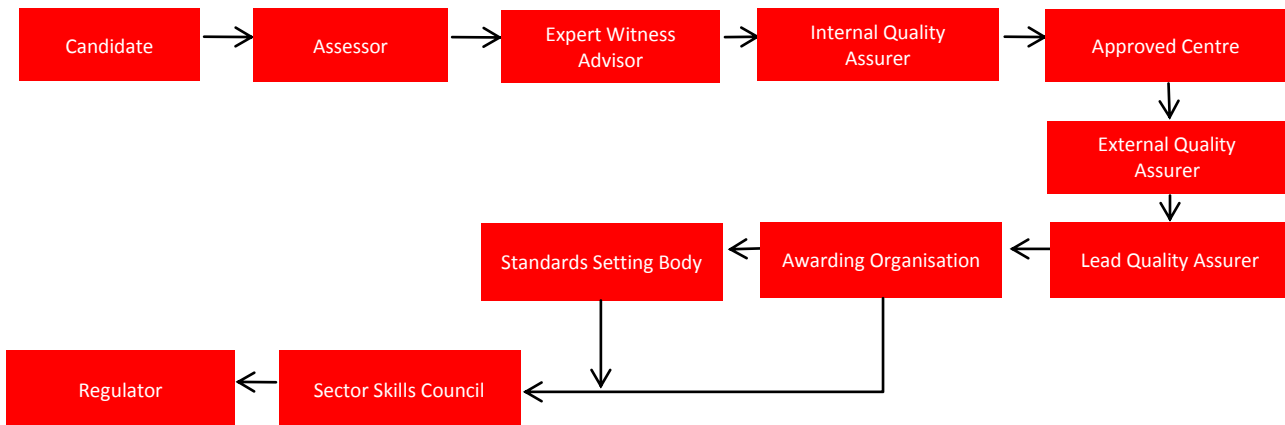 Candidate
Assessor
Expert Witness
Advisor
Internal Quality
Assurer
Approved Centre
External Quality
Assurer
Lead Quality Assurer
Awarding Organisation
Standards Setting Body
Sector Skills Council
Regulator